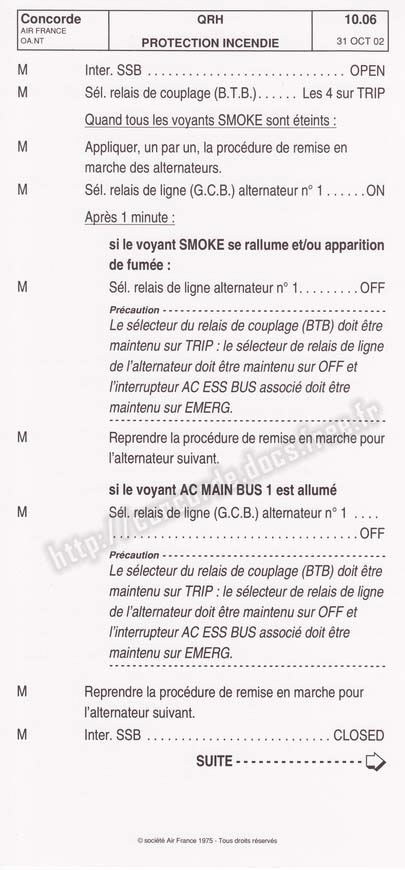 Concorde QRH 10.06
AIR FRANCE
OA.NT PROTECTION INCENDIE 31 OCT 02
M Inter. SSB . . . . . . . . . . . . . . . . . . . . . . . . . . . OPEN
M Sél. relais de couplage (B.T.B.). . . . . . Les 4 sur TRIP
Quand tous les voyants SMOKE sont éteints :
M Appliquer, un par un, la procédure de remise en
marche des alternateurs.
M Sél. relais de ligne (G.C.B.) alternateur n° 1 . . . . . . ON
Après 1 minute :
si le voyant SMOKE se rallume et/ou apparition
de fumée :
M Sél. relais de ligne alternateur n° 1. . . . . . . . . OFF
Précaution
Le sélecteur du relais de couplage (BTB) doit être
maintenu sur TRIP : le sélecteur de relais de ligne
de l'alternateur doit être maintenu sur OFF et
l'interrupteur AC ESS BUS associé doit être
maintenu sur EMERG.
M Reprendre la procédure de remise en marche pour
l'alternateur suivant.
si le voyant AC MAIN BUS 1 est allumé
M Sél. relais de ligne (G.C.B.) alternateur n° 1 . . . .
. . . . . . . . . . . . . . . . . . . . . . . . . . . . . . . . . . . . OFF
Précaution
Le sélecteur du relais de couplage (BTB) doit être
maintenu sur TRIP : le sélecteur de relais de ligne
de l'alternateur doit être maintenu sur OFF et
l'interrupteur AC ESS BUS associé doit être
maintenu sur EMERG.
M Reprendre la procédure de remise en marche pour
l'alternateur suivant.
M Inter. SSB . . . . . . . . . . . . . . . . . . . . . . . . . CLOSED
SUITE
© société Air France 1975 - Tous droits réservés
http://concorde.docs.free.fr